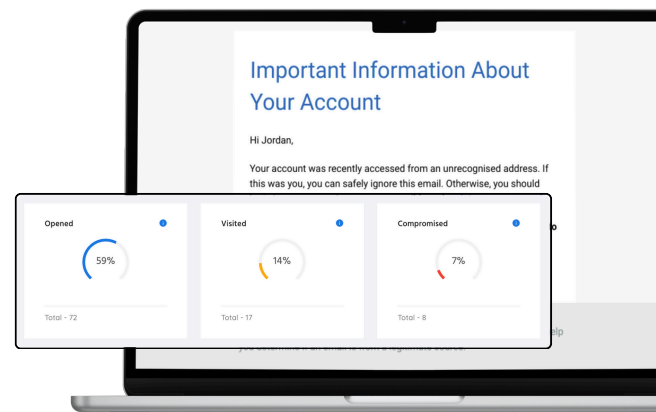 Important Information About
Your Account
Hi Jordan,
Your account was recently accessed from an unrecognised address. If
this was you, you can safely ignore this email. Otherwise, you should
Opened
59%
Total - 72
Visited
14%
Total - 17
Compromised
7%
Total - 8
you determine if an email is from a legitimate source.